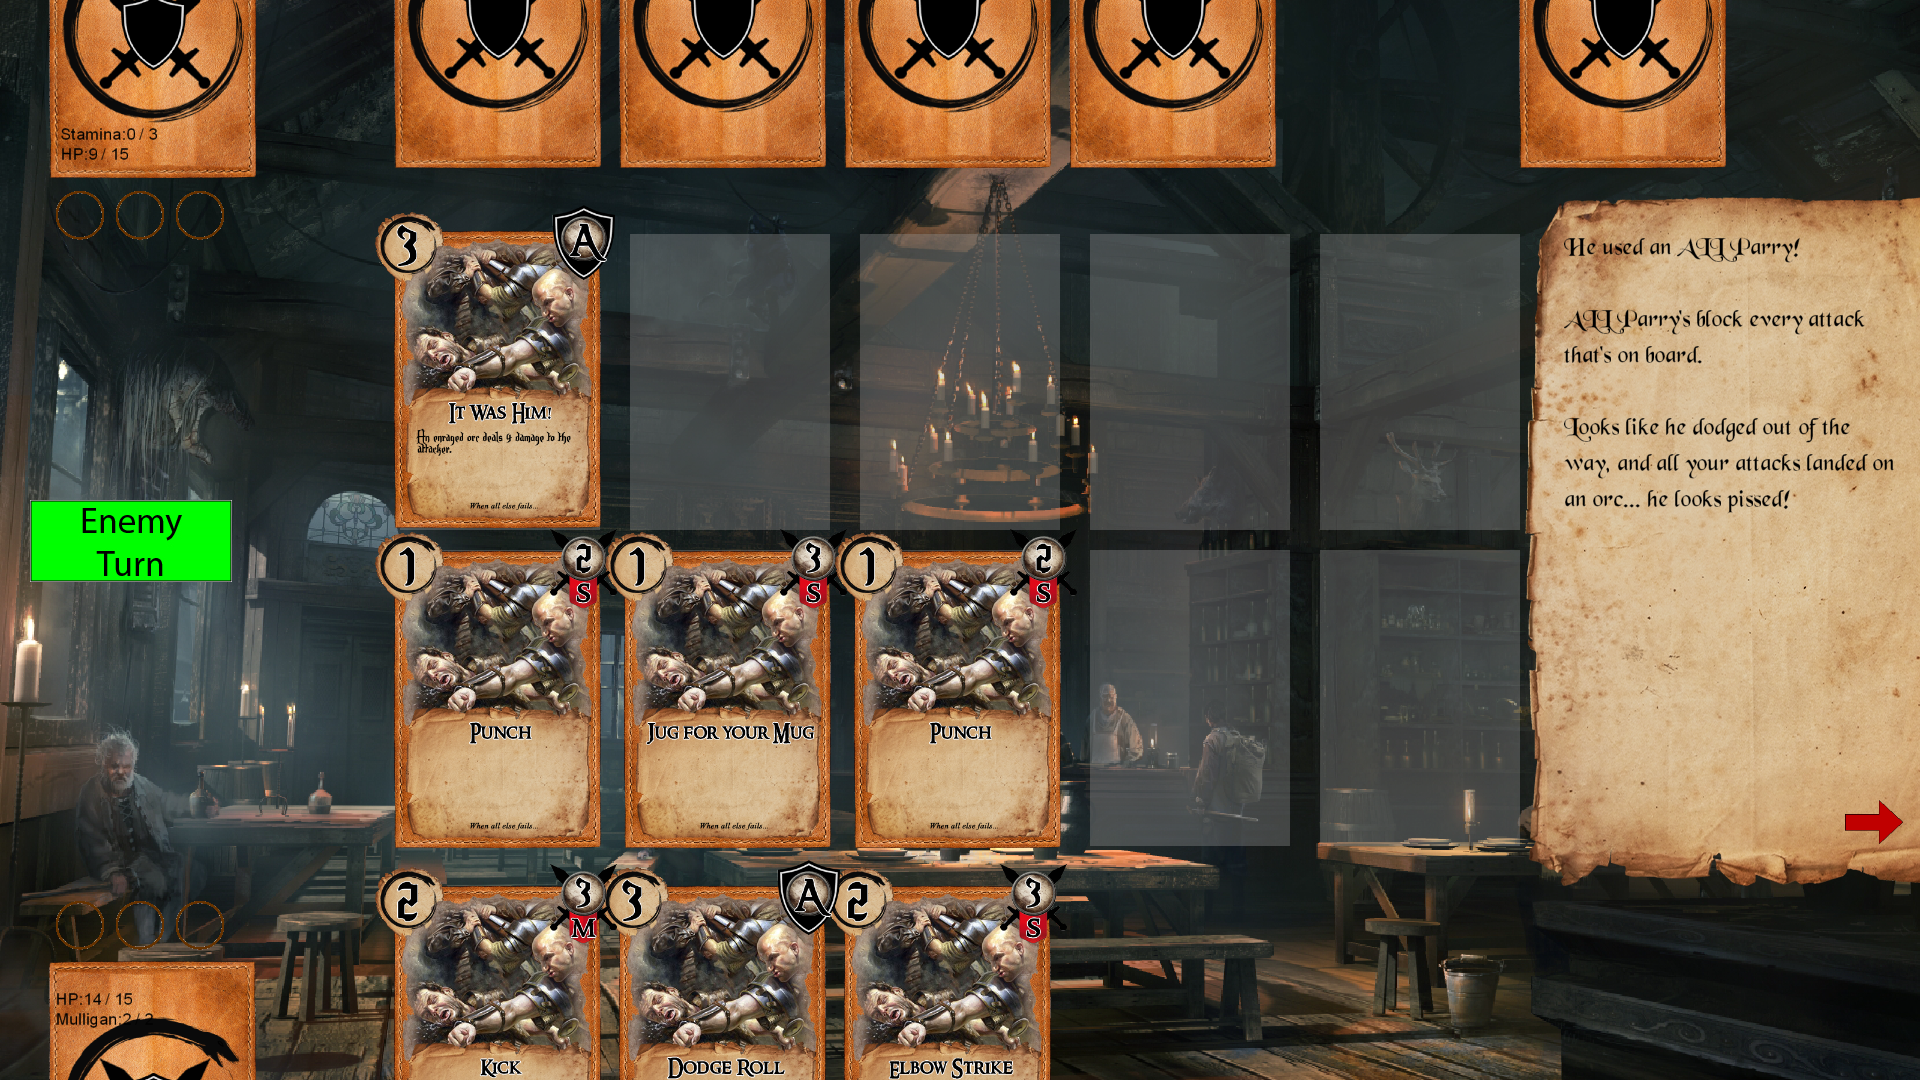 Stamina:0 / 3
HP:9 / 15
3
A
It was Him!
An enraged orc deals 9 damage to the
attacker.
When all else fails...
He used an ALL Parry!
ALL Parry's block every attack
that's on board.
Looks like he dodged out of the
way, and all your attacks landed on
an orc... he looks pissed!
Enemy
Turn
1
2
S
Punch
When all else fails...
1
3
S
Jug for your Mug
When all else fails...
1
2
S
Punch
When all else fails...
HP:14 / 15
Mulligan:2 / 3
2
3
M
Kick
3
A
Dodge Roll
2
3
S
Elbow Strike